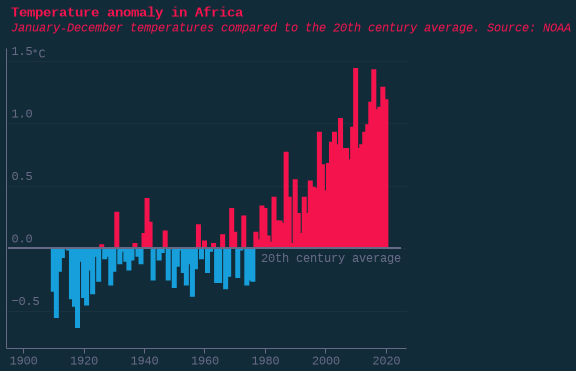 Temperature anomaly in Africa
January-December temperatures compared to the 20th century average. Source: NOAA
1.5°C
1.0
0.5
0.0
20th century average
−0.5
1900 1920 1940 1960 1980 2000 2020